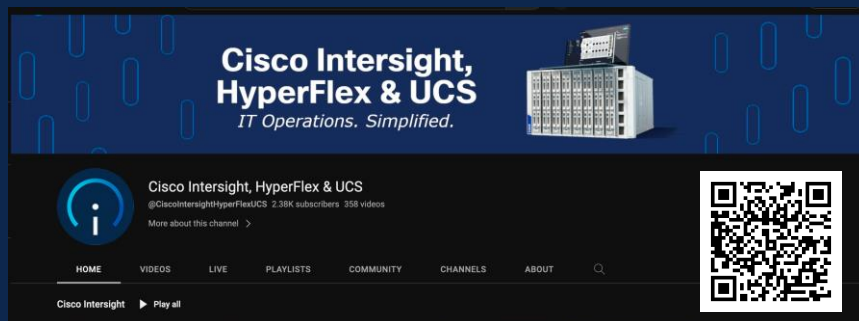 Cisco Intersight,
HyperFlex & UCS
IT Operations. Simplified.
Cisco Intersight, HyperFlex & UCS
@CiscoIntersightHyperFlexUCS 2.38K subscribers 358 videos
More about this channel >
HOME VIDEOS LIVE PLAYLISTS COMMUNITY CHANNELS ABOUT
Cisco Intersight ▶ Play all